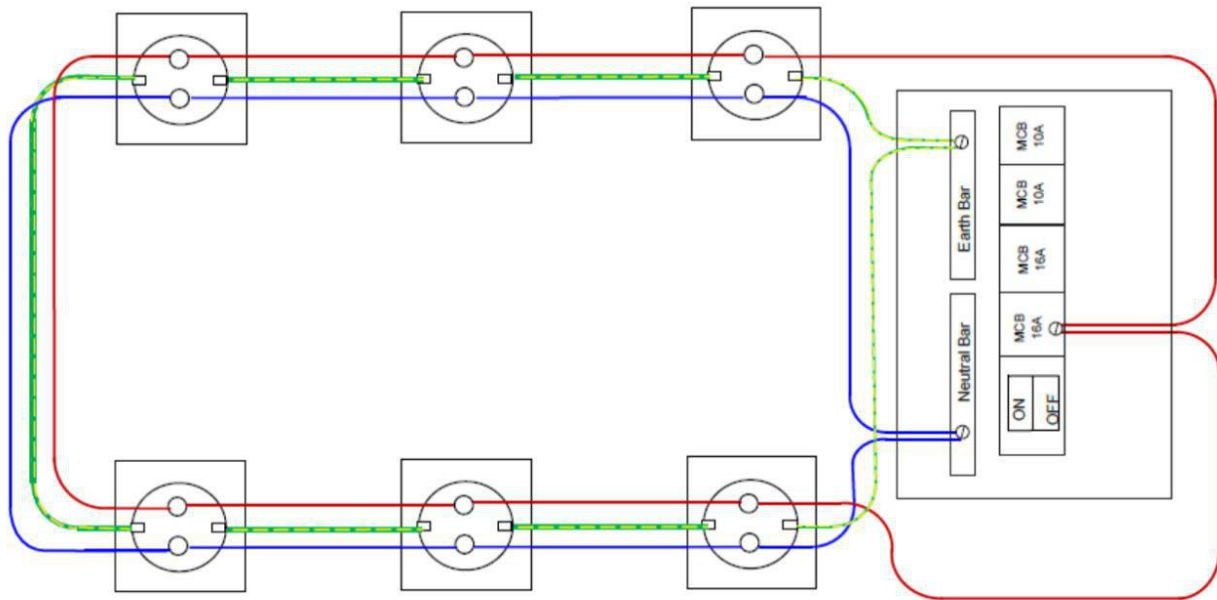 Earth Bar
Neutral Bar
MCB
10A
MCB
10A
MCB
16A
MCB
16A
ON
OFF